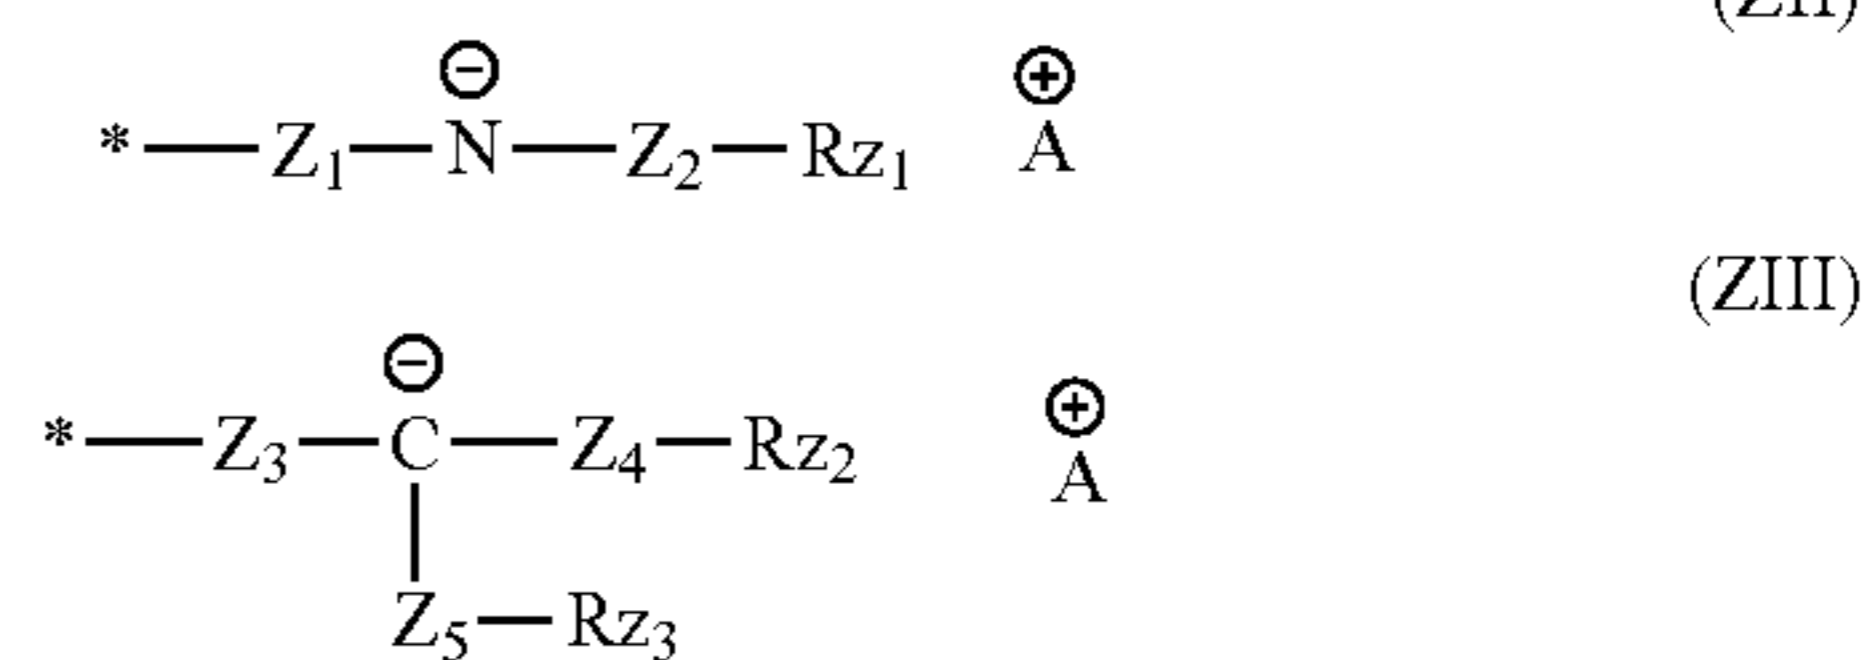 (ZII)
⊖ ⊕
*—Z₁—N—Z₂—Rz₁ A
(ZIII)
⊖ ⊕
*—Z₃—C—Z₄—Rz₂ A
Z₅—Rz₃